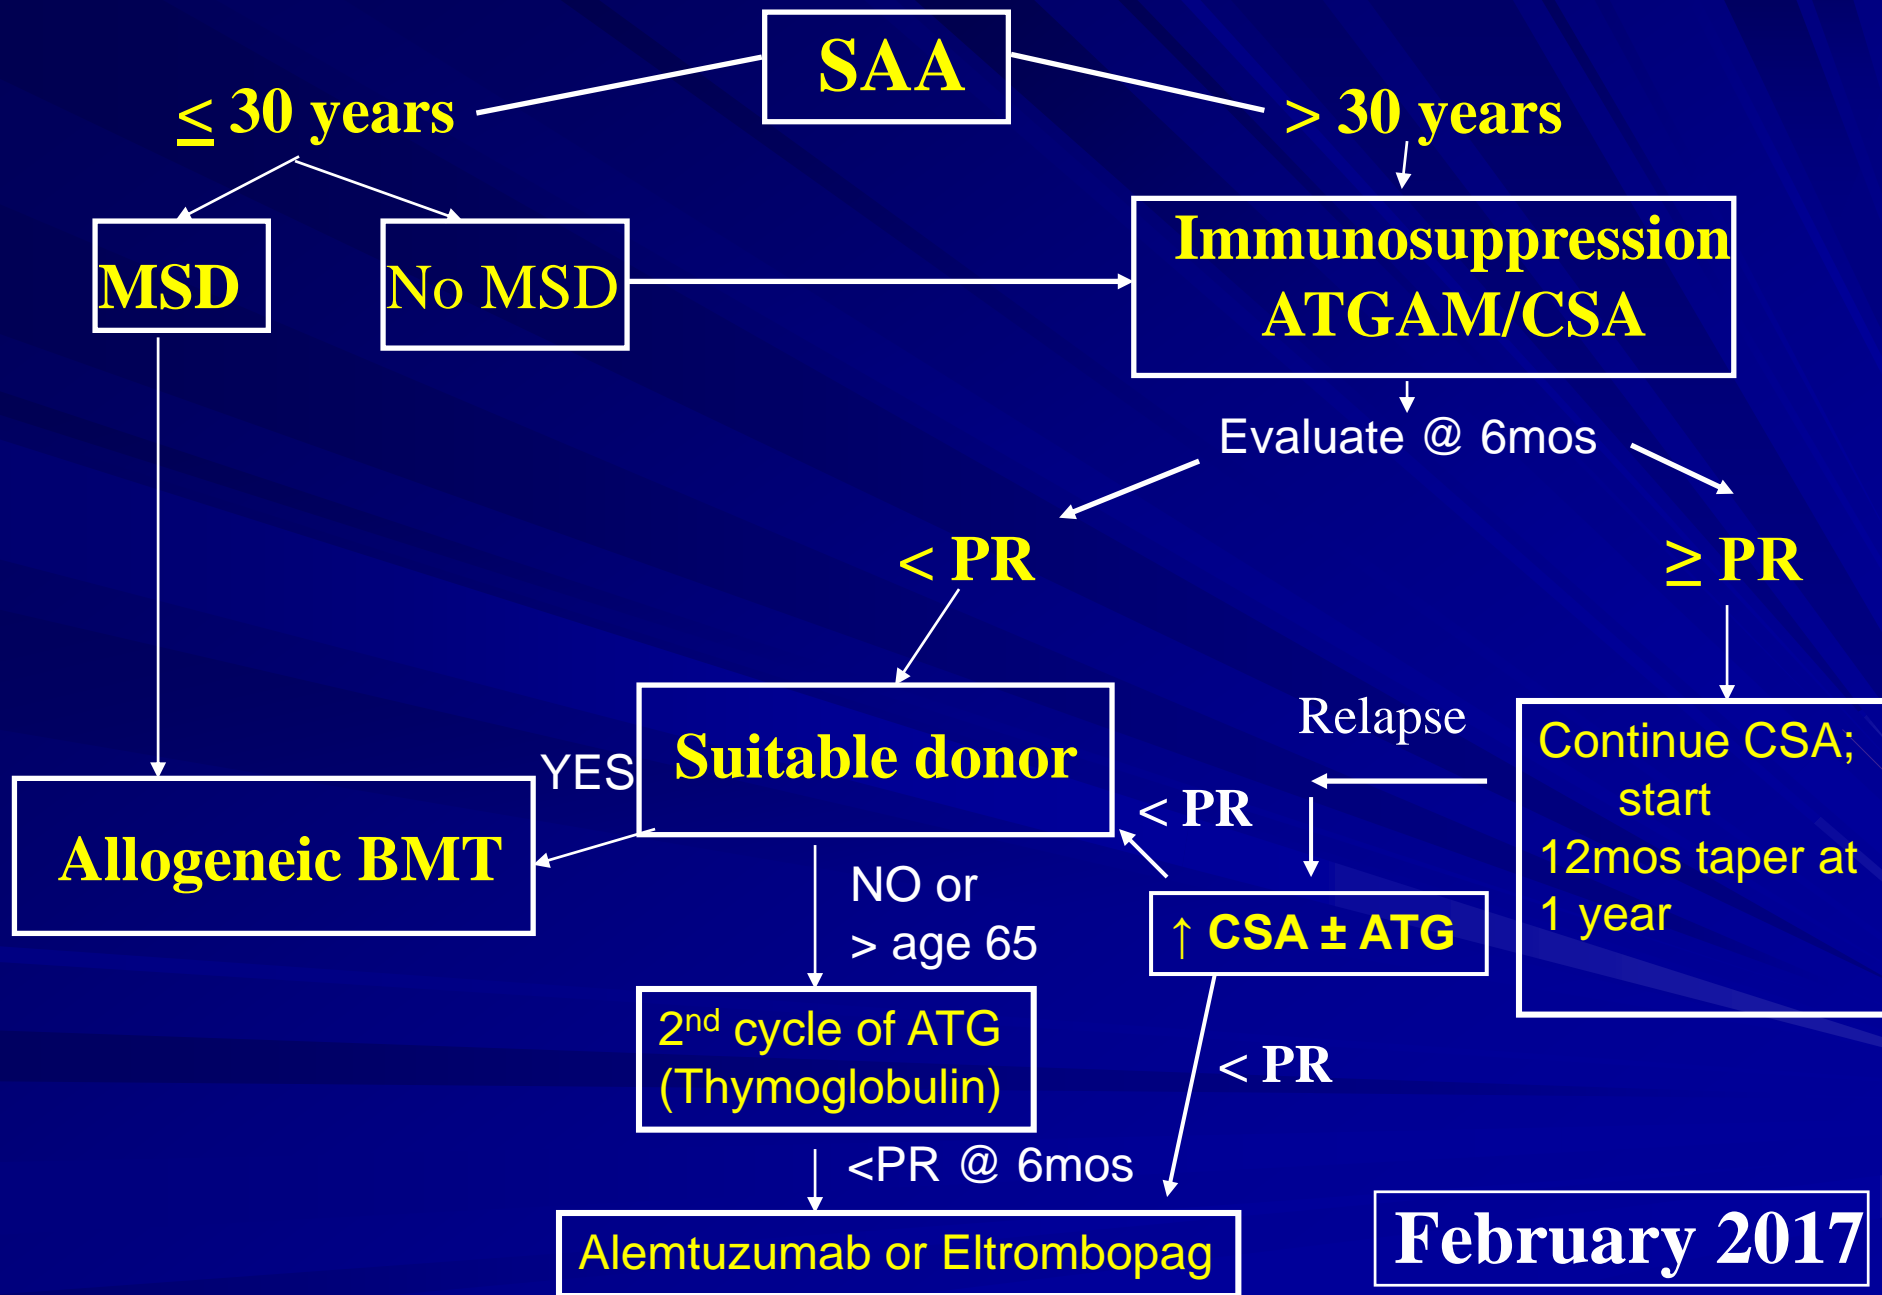 SAA
≤ 30 years
> 30 years
MSD
No MSD
Immunosuppression
ATGAM/CSA
Evaluate @ 6mos
< PR
≥ PR
Suitable donor
YES
Allogeneic BMT
Relapse
Continue CSA;
start
12mos taper at
1 year
< PR
NO or
> age 65
↑ CSA ± ATG
2nd cycle of ATG
(Thymoglobulin)
< PR
<PR @ 6mos
Alemtuzumab or Eltrombopag
February 2017